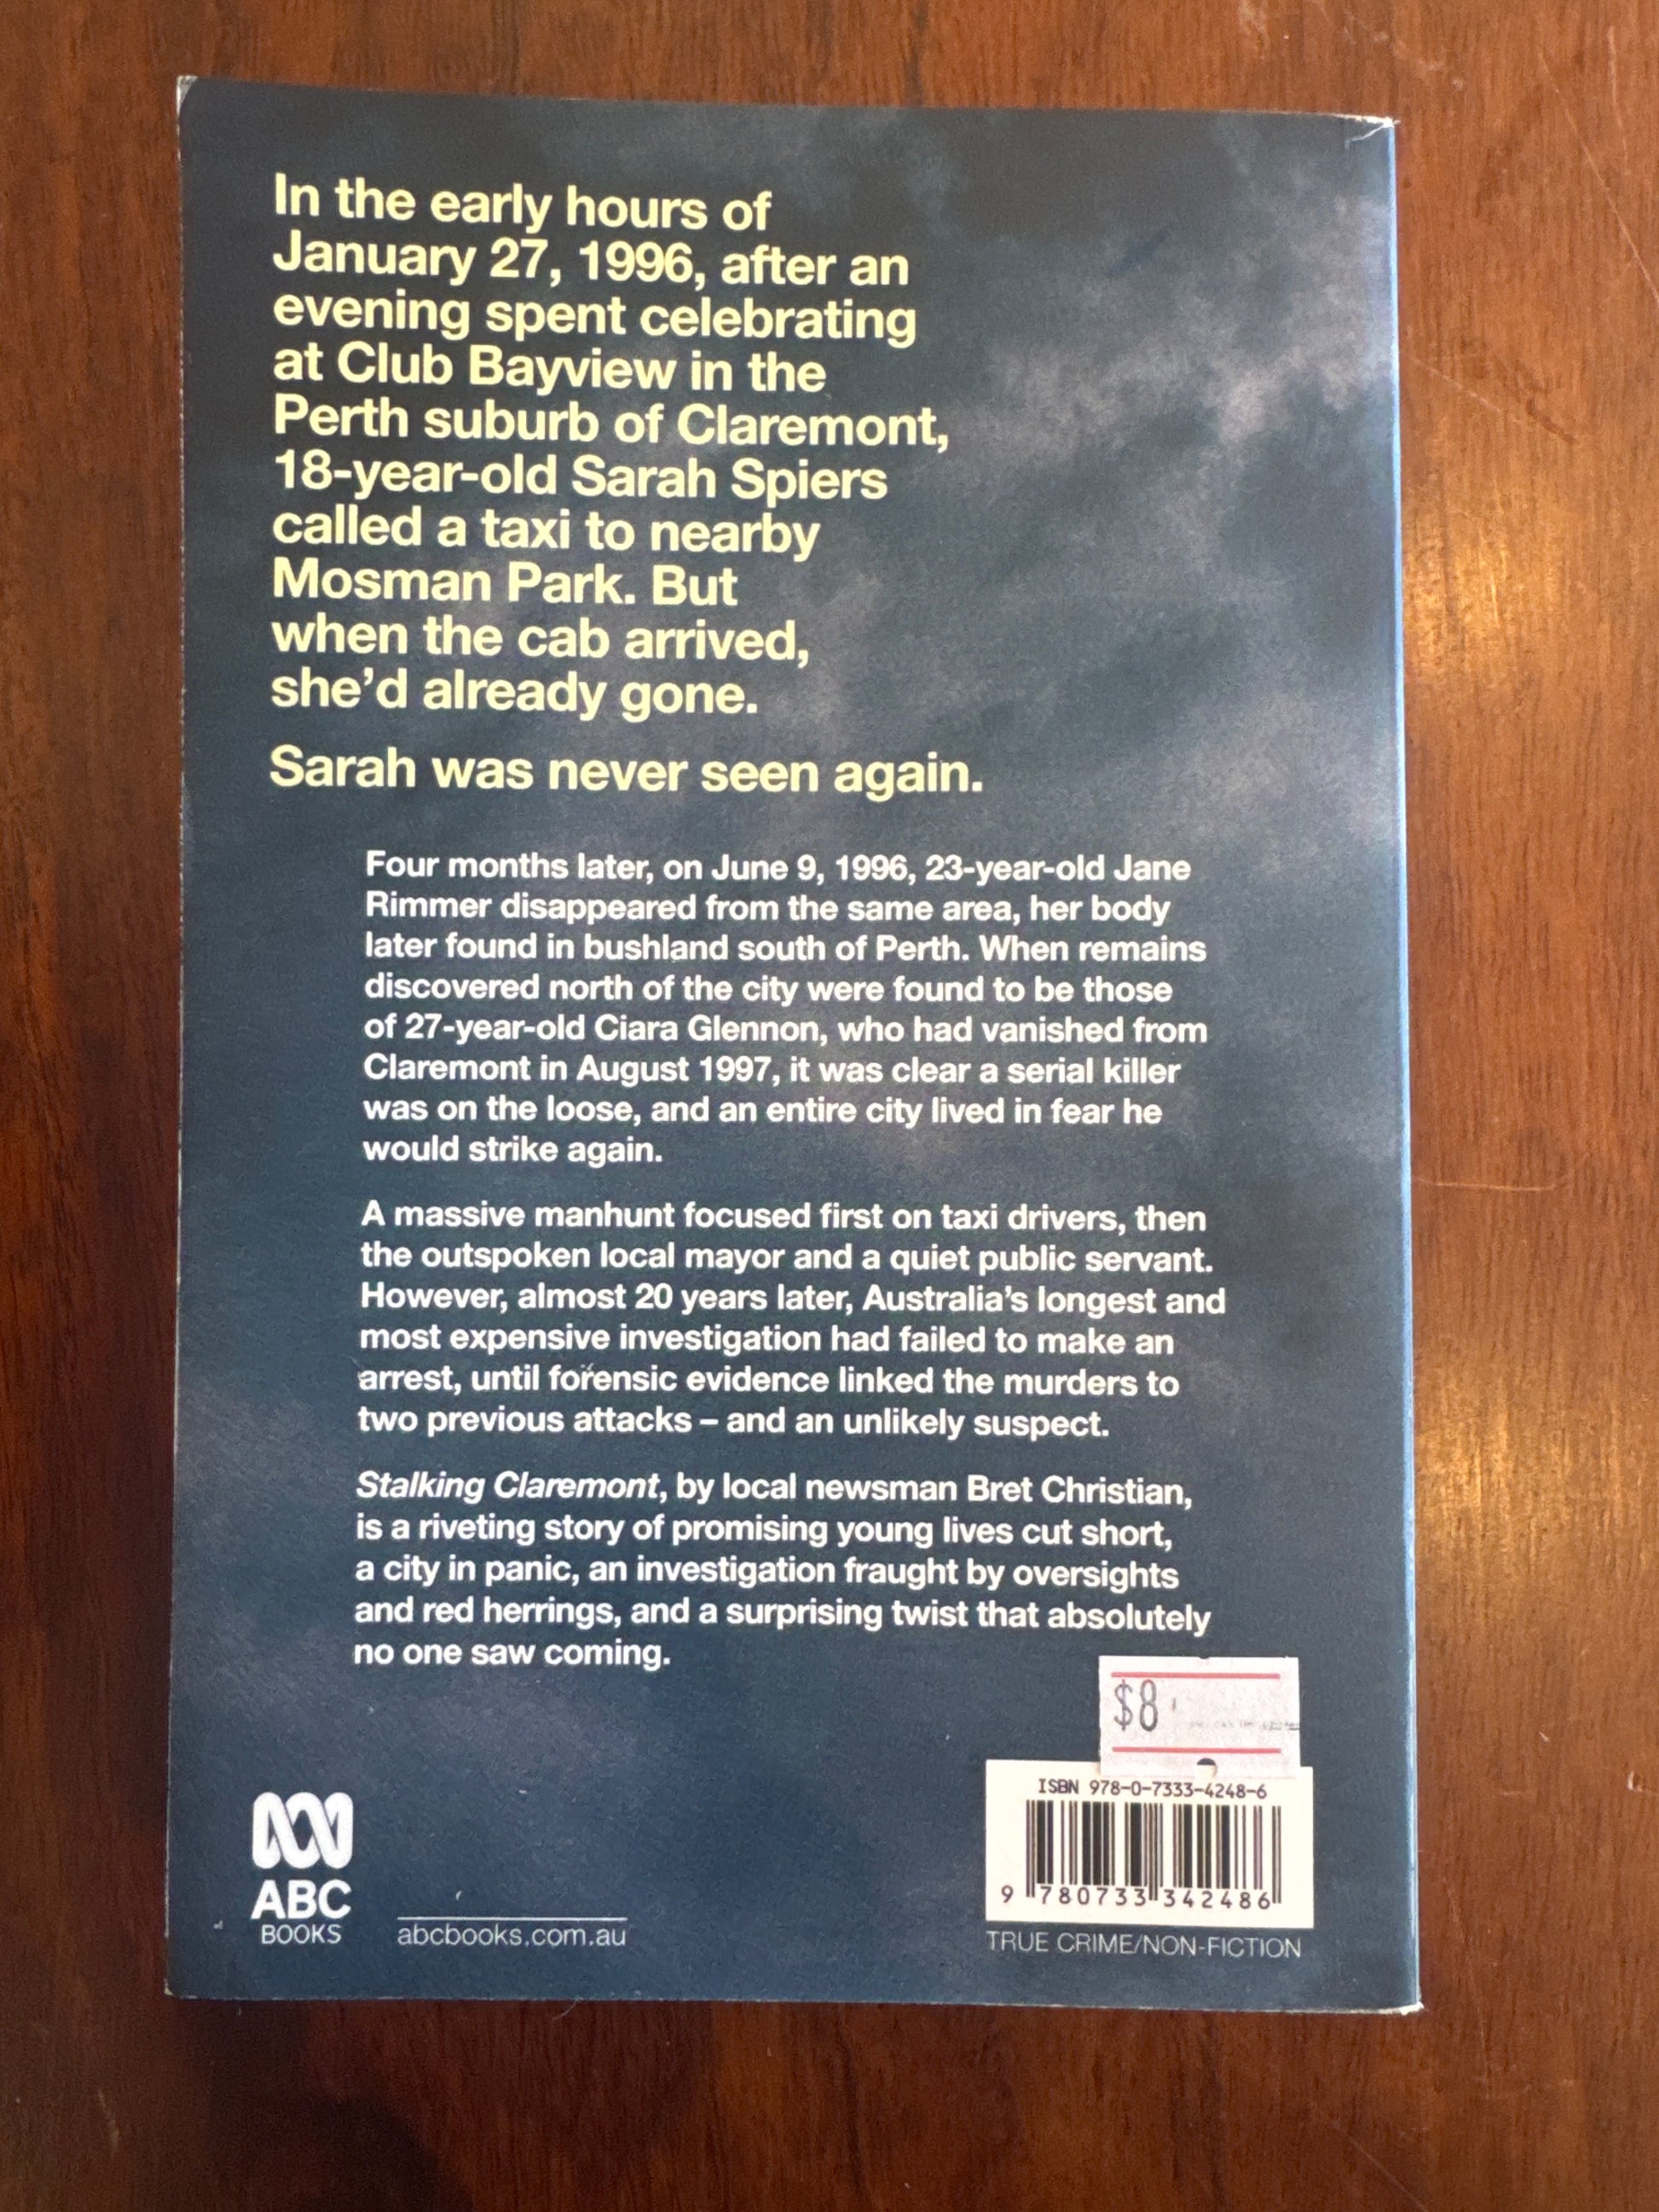 In the early hours of
January 27, 1996, after an
evening spent celebrating
at Club Bayview in the
Perth suburb of Claremont,
18-year-old Sarah Spiers
called a taxi to nearby
Mosman Park. But
when the cab arrived,
she’d already gone.
Sarah was never seen again.
Four months later, on June 9, 1996, 23-year-old Jane
Rimmer disappeared from the same area, her body
later found in bushland south of Perth. When remains
discovered north of the city were found to be those
of 27-year-old Ciara Glennon, who had vanished from
Claremont in August 1997, it was clear a serial killer
was on the loose, and an entire city lived in fear he
would strike again.
A massive manhunt focused first on taxi drivers, then
the outspoken local mayor and a quiet public servant.
However, almost 20 years later, Australia’s longest and
most expensive investigation had failed to make an
arrest, until forensic evidence linked the murders to
two previous attacks – and an unlikely suspect.
Stalking Claremont, by local newsman Bret Christian,
is a riveting story of promising young lives cut short,
a city in panic, an investigation fraught by oversights
and red herrings, and a surprising twist that absolutely
no one saw coming.
$8
ISBN 978-0-7333-4248-6
9 780733 342486
TRUE CRIME/NON-FICTION
ABC
BOOKS
abcbooks.com.au